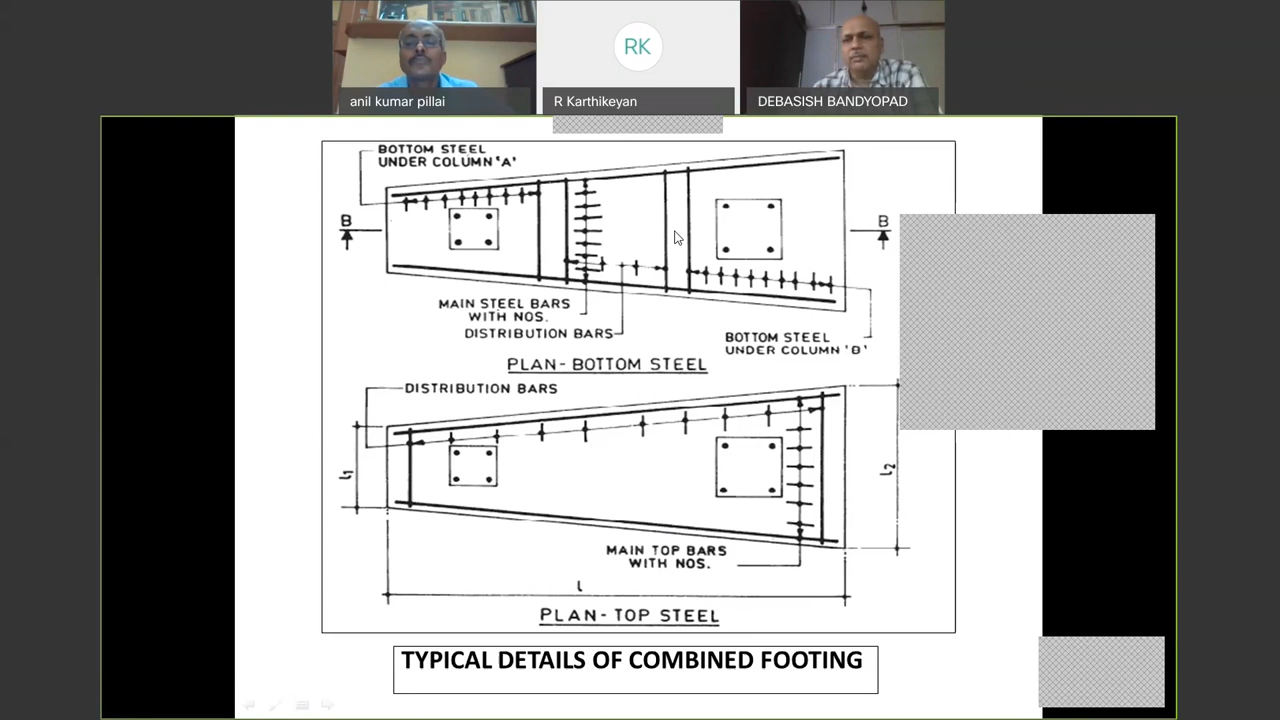 RK
anil kumar pillai
R Karthikeyan
DEBASISH BANDYOPAD
BOTTOM STEEL
UNDER COLUMN 'A'
B
B
MAIN STEEL BARS
WITH NOS.
DISTRIBUTION BARS
BOTTOM STEEL
UNDER COLUMN 'B'
PLAN- BOTTOM STEEL
DISTRIBUTION BARS
l1
l2
MAIN TOP BARS
WITH NOS.
l
PLAN- TOP STEEL
TYPICAL DETAILS OF COMBINED FOOTING